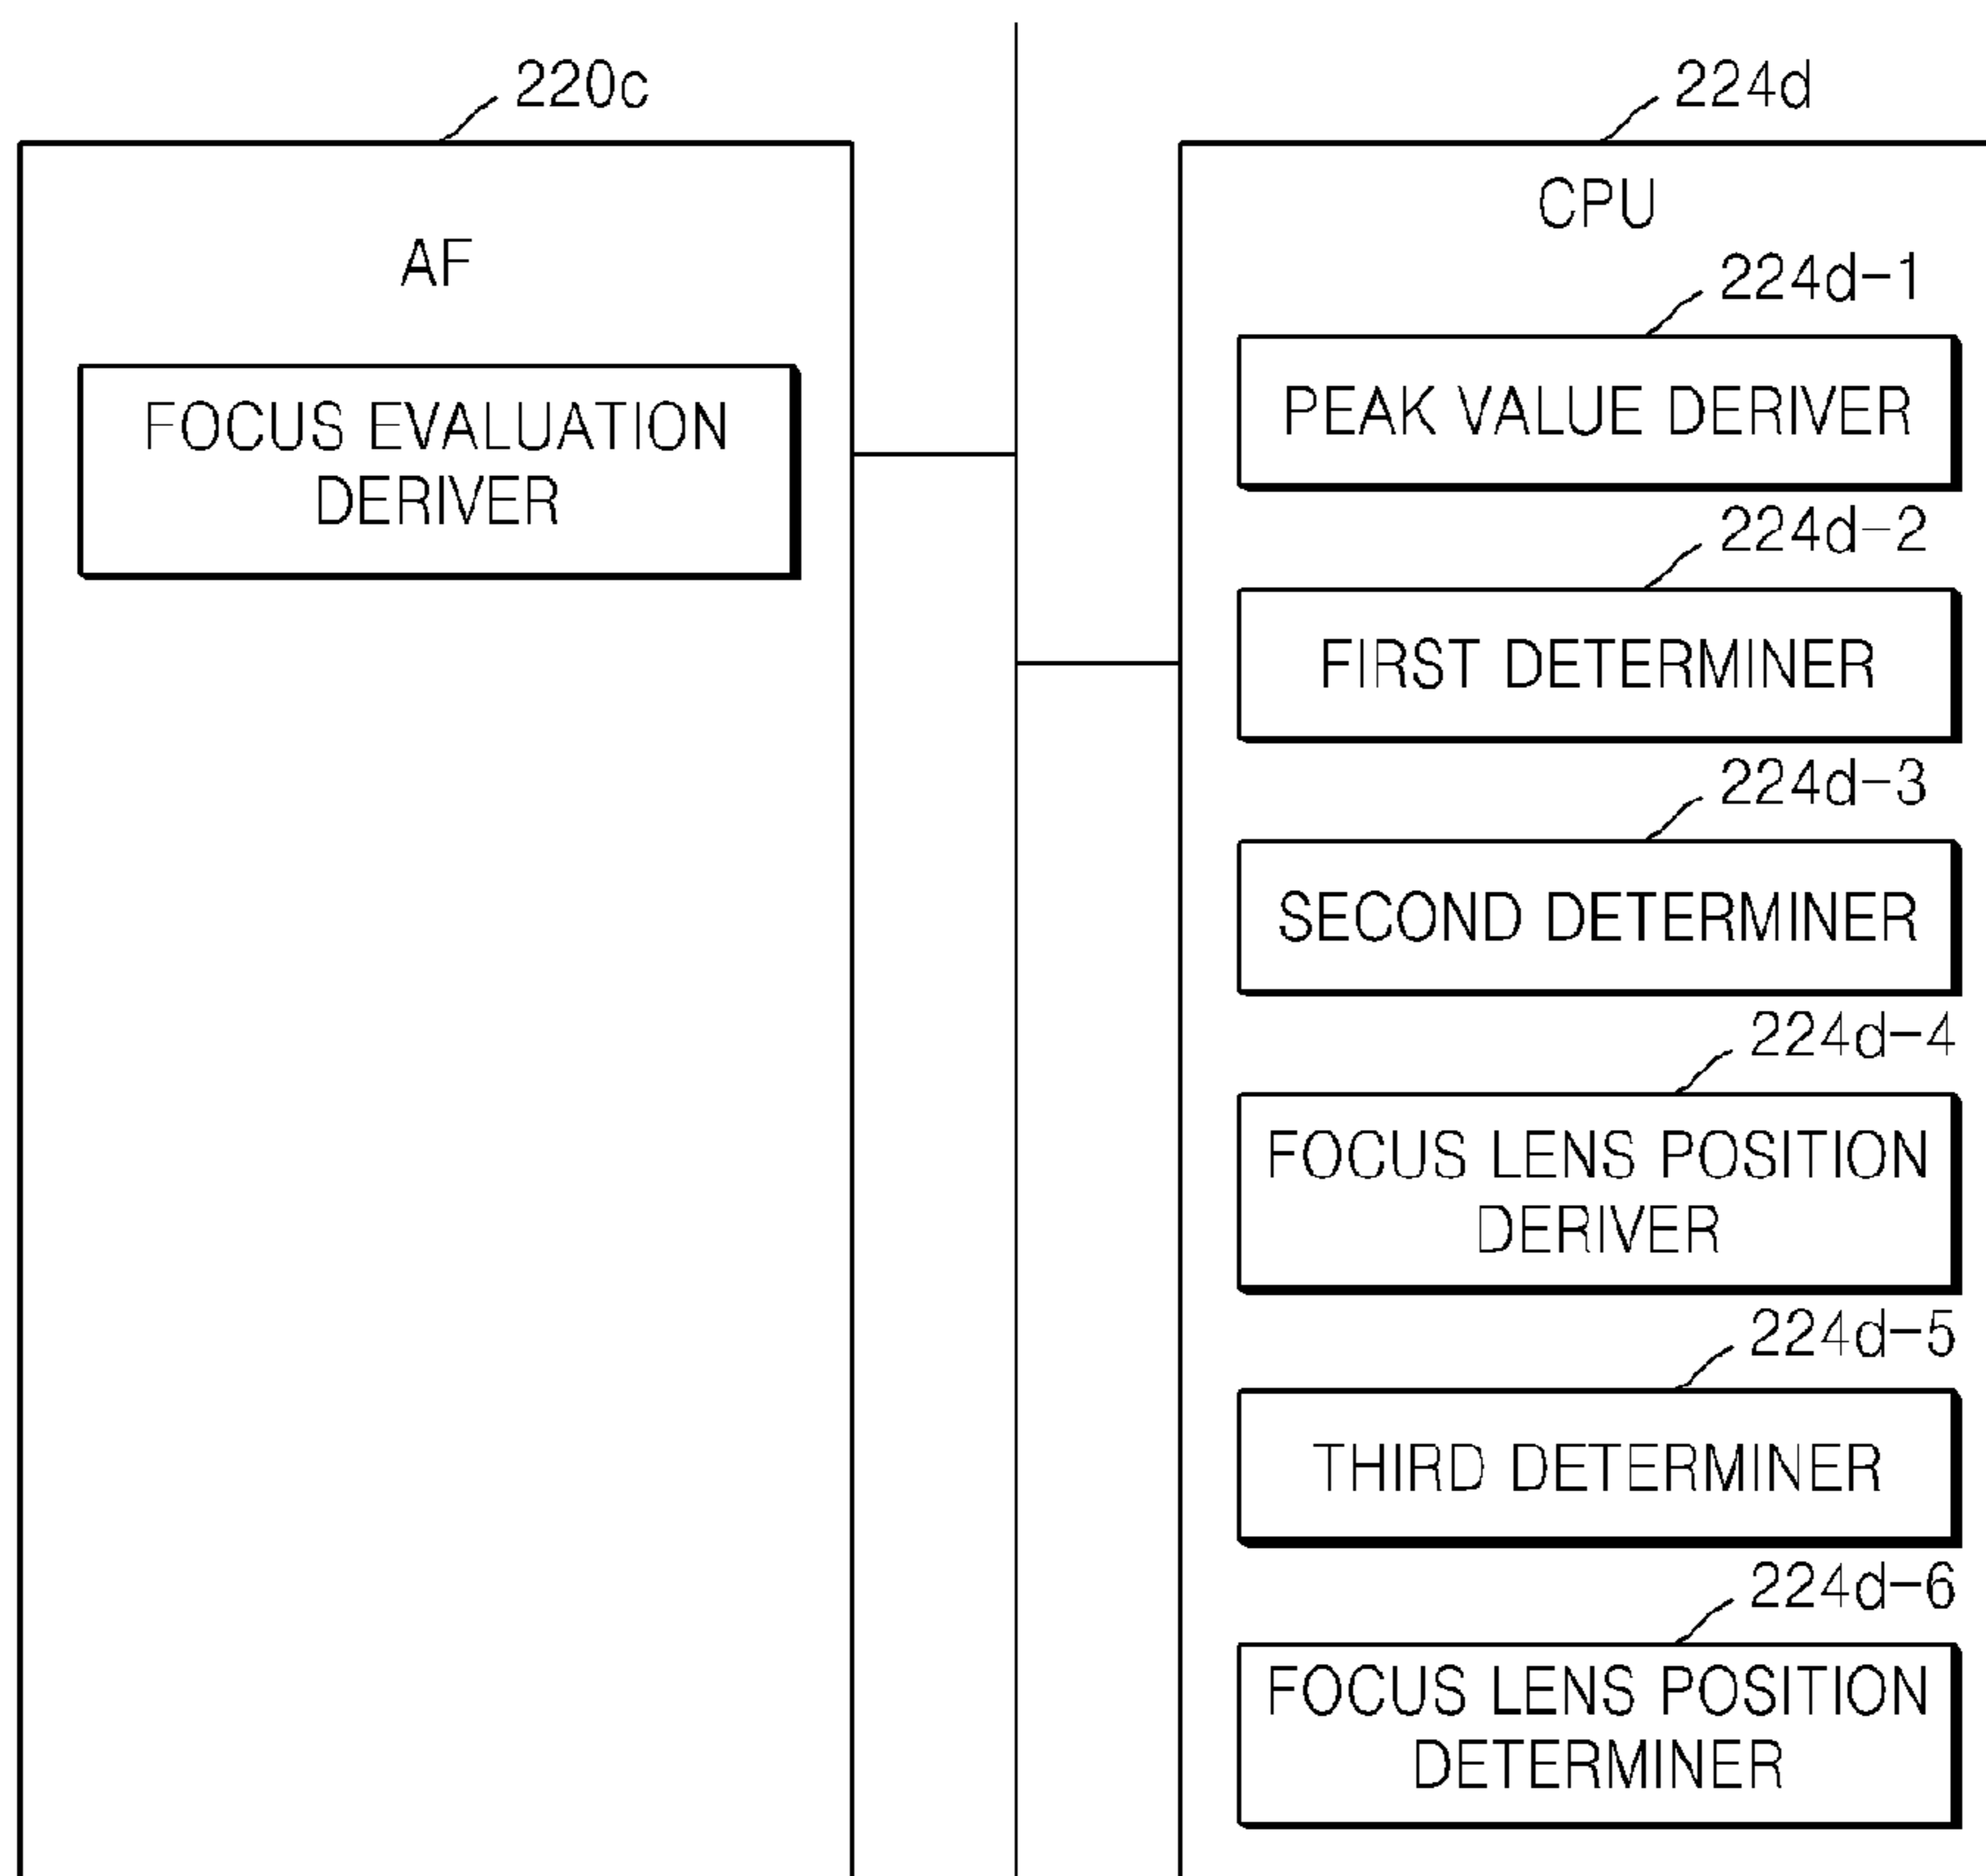 220c
AF
FOCUS EVALUATION
DERIVER
224d
CPU
224d-1
PEAK VALUE DERIVER
224d-2
FIRST DETERMINER
224d-3
SECOND DETERMINER
224d-4
FOCUS LENS POSITION
DERIVER
224d-5
THIRD DETERMINER
224d-6
FOCUS LENS POSITION
DETERMINER